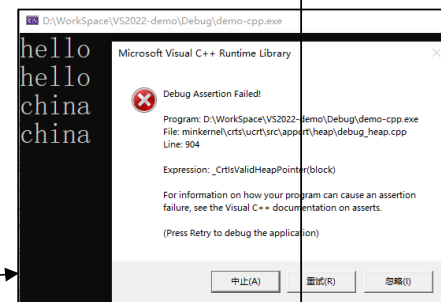 D:\WorkSpace\VS2022-demo\Debug\demo-cpp.exe
hello
hello
china
china
Microsoft Visual C++ Runtime Library
Debug Assertion Failed!
Program: D:\WorkSpace\VS2022-demo\Debug\demo-cpp.exe
File: minkernel\crts\ucrt\src\appcrt\heap\debug_heap.cpp
Line: 904
Expression: _CrtIsValidHeapPointer(block)
For information on how your program can cause an assertion
failure, see the Visual C++ documentation on asserts.
(Press Retry to debug the application)
中止(A) 重试(R) 忽略(I)